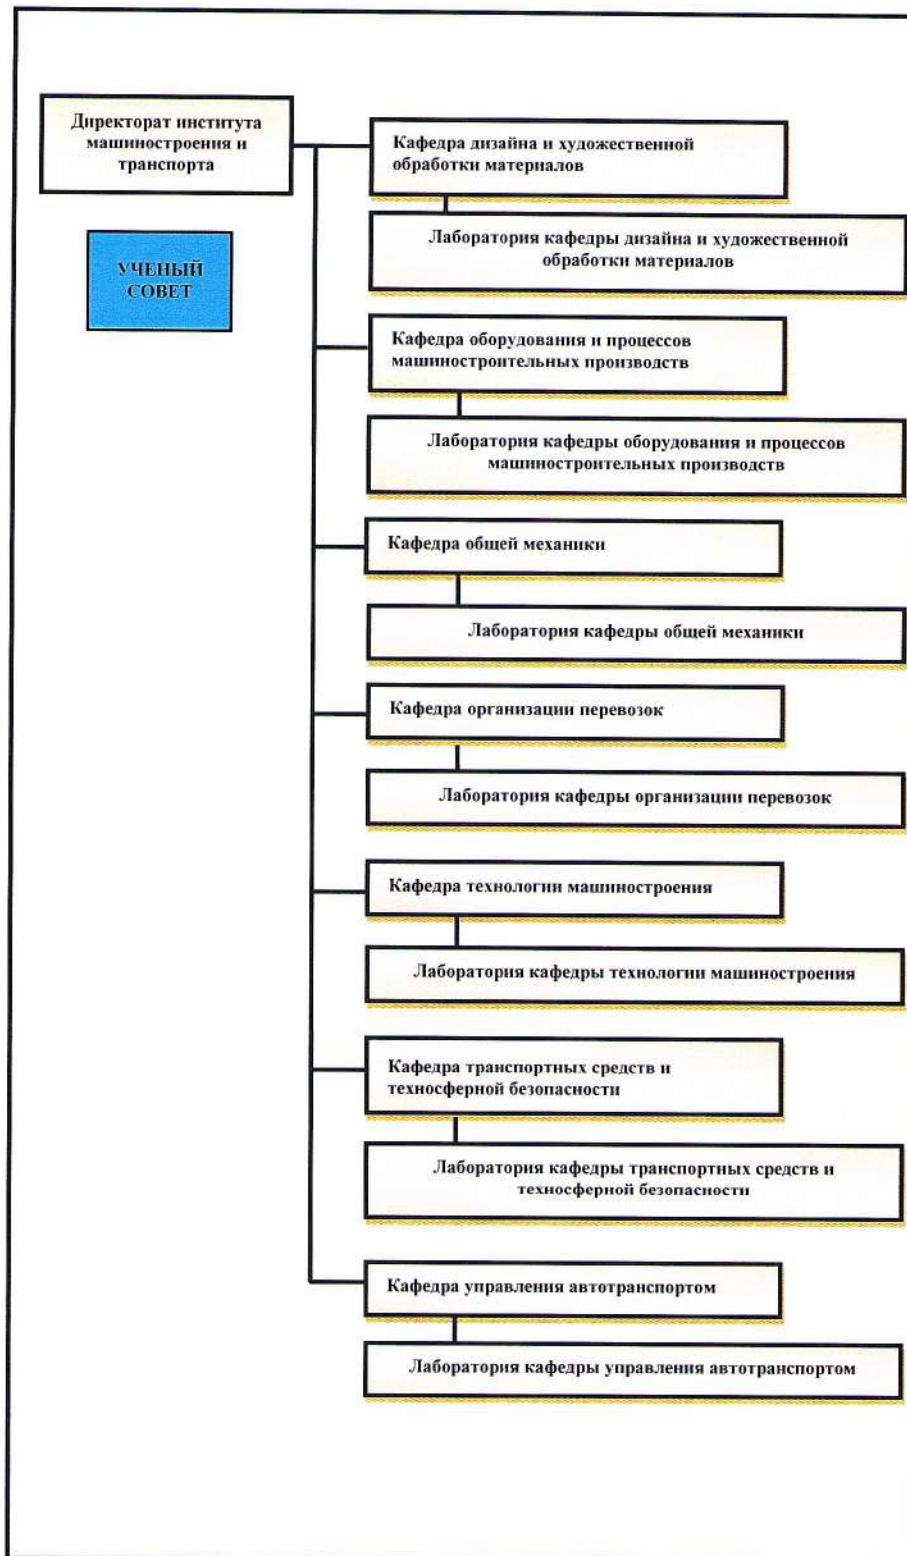 Директорат института
машиностроения и
транспорта
УЧЕНЫЙ
СОВЕТ
Кафедра дизайна и художественной
обработки материалов
Лаборатория кафедры дизайна и художественной
обработки материалов
Кафедра оборудования и процессов
машиностроительных производств
Лаборатория кафедры оборудования и процессов
машиностроительных производств
Кафедра общей механики
Лаборатория кафедры общей механики
Кафедра организации перевозок
Лаборатория кафедры организации перевозок
Кафедра технологии машиностроения
Лаборатория кафедры технологии машиностроения
Кафедра транспортных средств и
техносферной безопасности
Лаборатория кафедры транспортных средств и
техносферной безопасности
Кафедра управления автотранспортом
Лаборатория кафедры управления автотранспортом